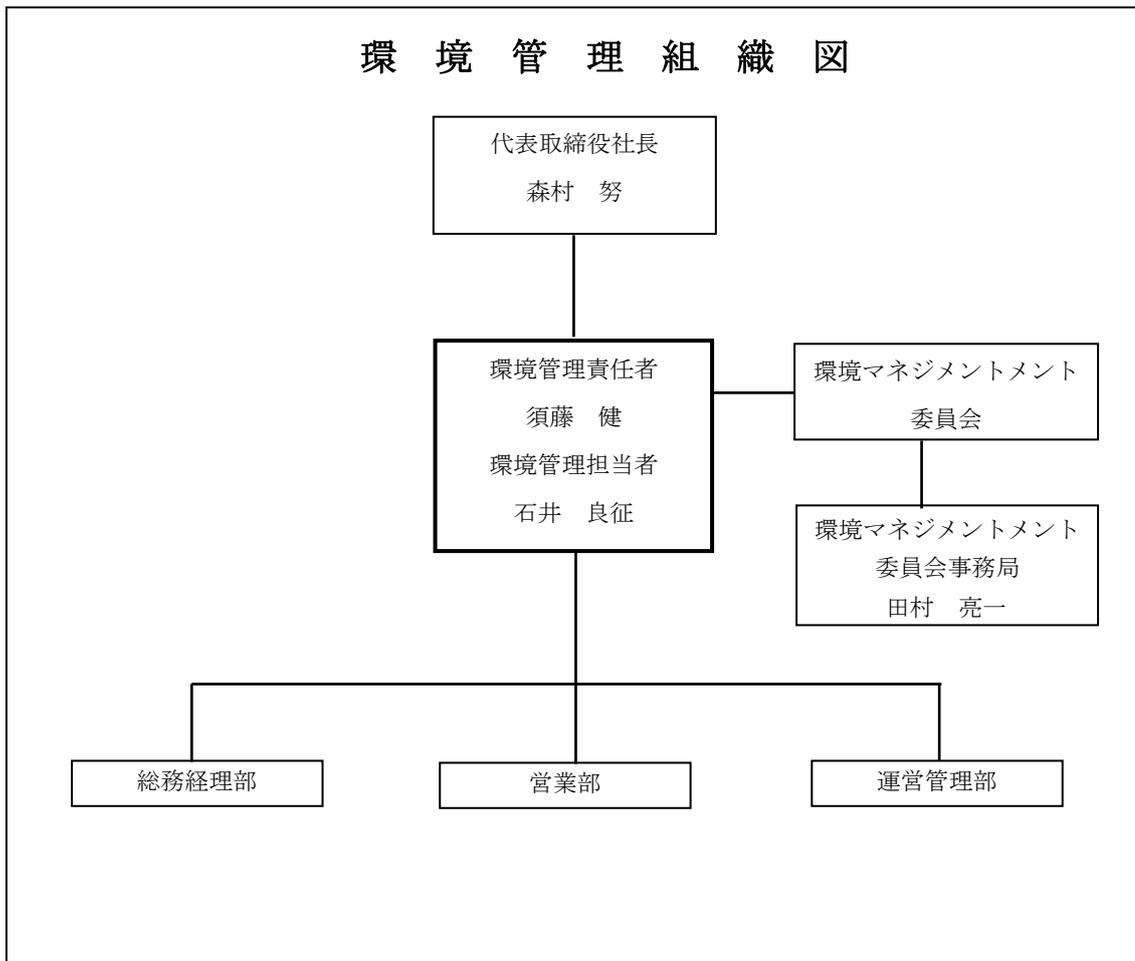 環　境　管　理　組　織　図
代表取締役社長
森村　努
環境管理責任者
須藤　健
環境管理担当者
石井　良征
環境マネジメントメント
委員会
環境マネジメントメント
委員会事務局
田村　亮一
総務経理部
営業部
運営管理部